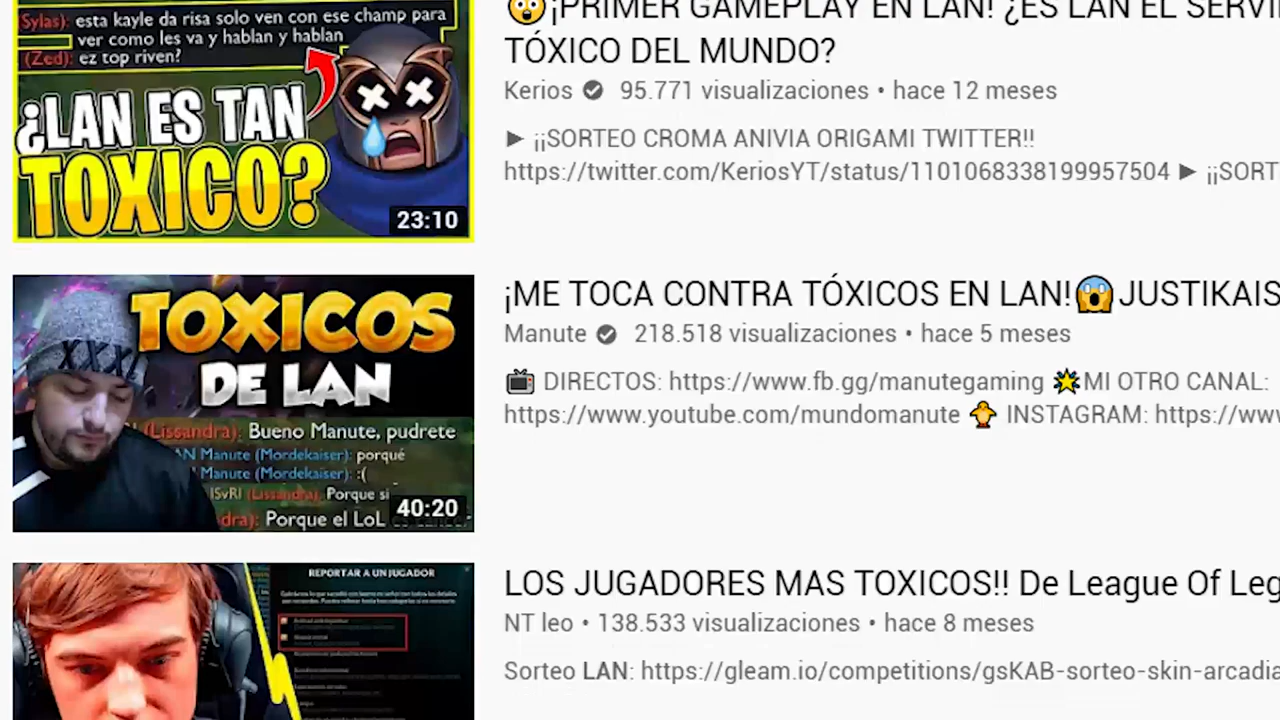 Sylas): esta kayle da risa solo ven con ese champ para
ver como les va y hablan y hablan
(Zed): ez top riven?
¿LAN ES TAN
TOXICO?
23:10
¡PRIMER GAMEPLAY EN LAN! ¿ES LAN EL SERVI
TÓXICO DEL MUNDO?
Kerios 95.771 visualizaciones • hace 12 meses
► ¡¡SORTEO CROMA ANIVIA ORIGAMI TWITTER!!
https://twitter.com/KeriosYT/status/1101068338199957504 ► ¡¡SORT
TOXICOS
DE LAN
(Lissandra): Bueno Manute, pudrete
AN Manute (Mordekaiser): porqué
Manute (Mordekaiser): :(
(Lissandra): Porque si
dra): Porque el LoL
40:20
¡ME TOCA CONTRA TÓXICOS EN LAN!😱JUSTIKAIS
Manute 218.518 visualizaciones • hace 5 meses
📺 DIRECTOS: https://www.fb.gg/manutegaming 🌟MI OTRO CANAL:
https://www.youtube.com/mundomanute 🐥 INSTAGRAM: https://www
REPORTAR A UN JUGADOR
LOS JUGADORES MAS TOXICOS!! De League Of Leg
NT leo • 138.533 visualizaciones • hace 8 meses
Sorteo LAN: https://gleam.io/competitions/gsKAB-sorteo-skin-arcadia